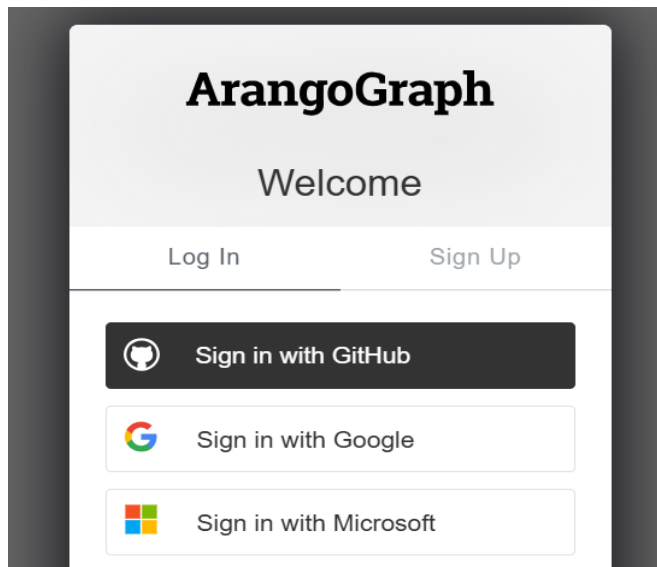 ArangoGraph
Welcome
Log In Sign Up
Sign in with GitHub
Sign in with Google
Sign in with Microsoft